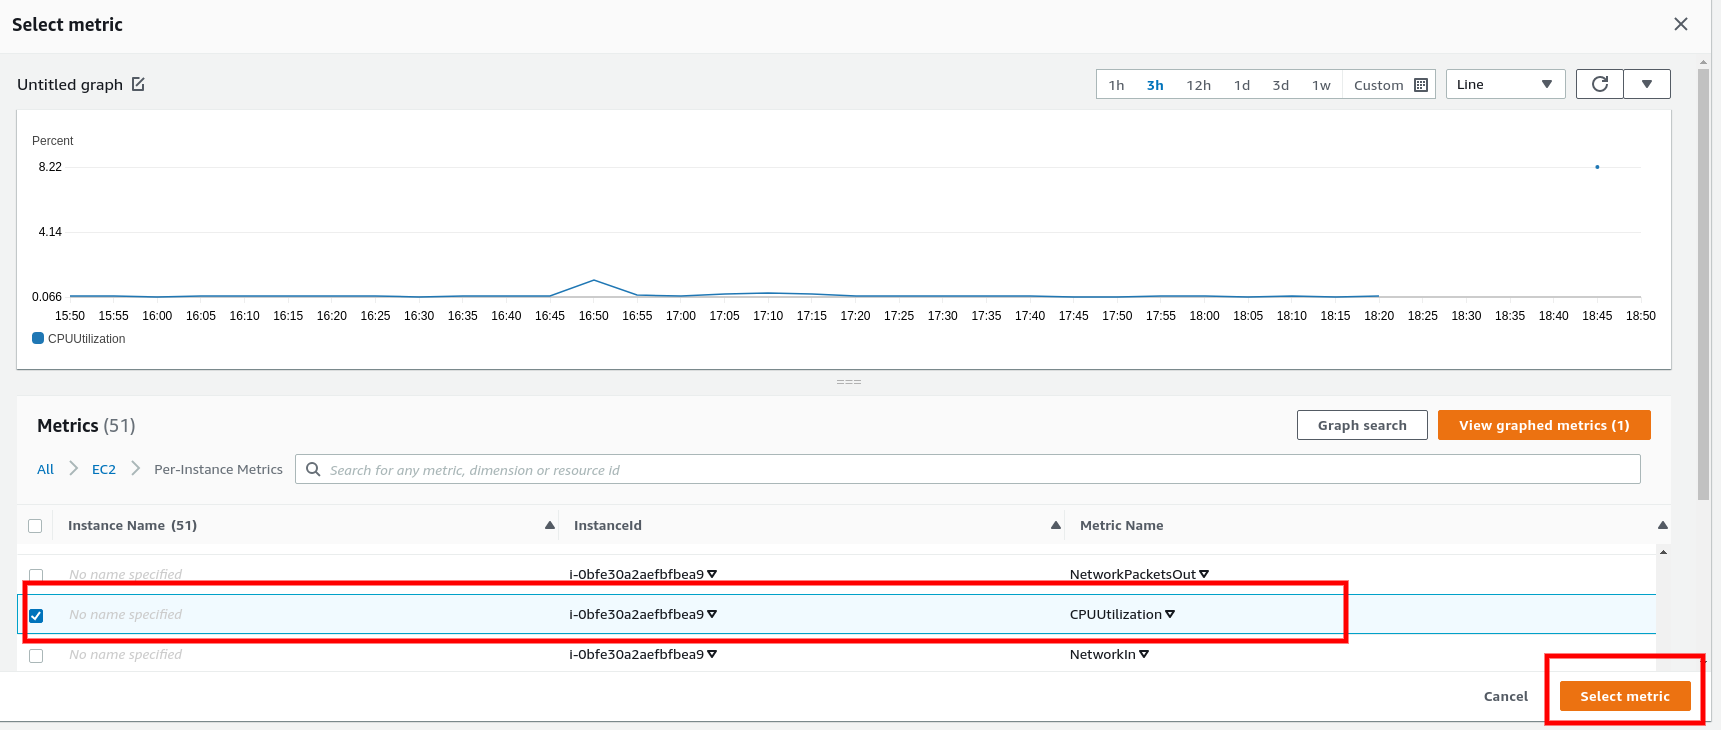 Select metric
Untitled graph
1h 3h 12h 1d 3d 1w Custom Line
Percent
8.22
4.14
0.066
15:50 15:55 16:00 16:05 16:10 16:15 16:20 16:25 16:30 16:35 16:40 16:45 16:50 16:55 17:00 17:05 17:10 17:15 17:20 17:25 17:30 17:35 17:40 17:45 17:50 17:55 18:00 18:05 18:10 18:15 18:20 18:25 18:30 18:35 18:40 18:45 18:50
CPUUtilization
Metrics (51) Graph search View graphed metrics (1)
All EC2 Per-Instance Metrics Search for any metric, dimension or resource id
Instance Name (51) InstanceId Metric Name
No name specified i-0bfe30a2aefbfbea9 NetworkPacketsOut
No name specified i-0bfe30a2aefbfbea9 CPUUtilization
No name specified i-0bfe30a2aefbfbea9 NetworkIn
Cancel Select metric